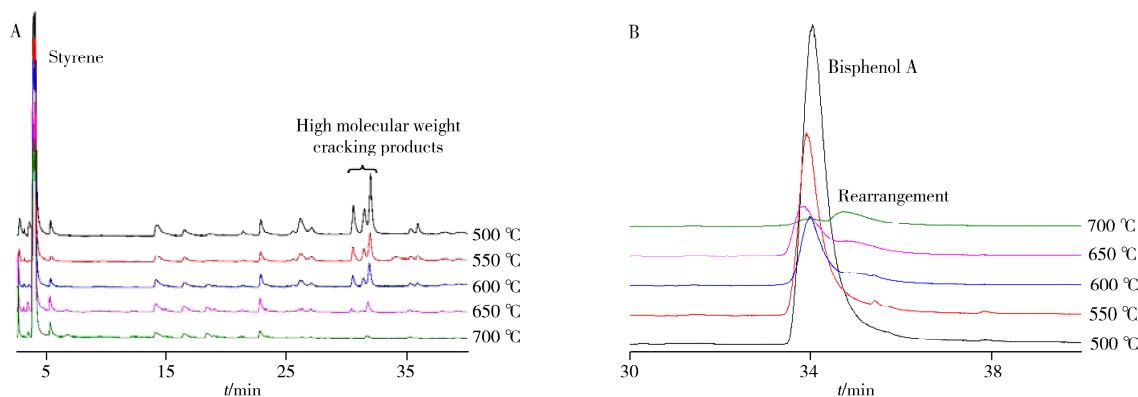 A
Styrene
High molecular weight
cracking products
500 ℃
550 ℃
600 ℃
650 ℃
700 ℃
5
15
25
35
t/min
B
Bisphenol A
Rearrangement
700 ℃
650 ℃
600 ℃
550 ℃
500 ℃
30
34
38
t/min